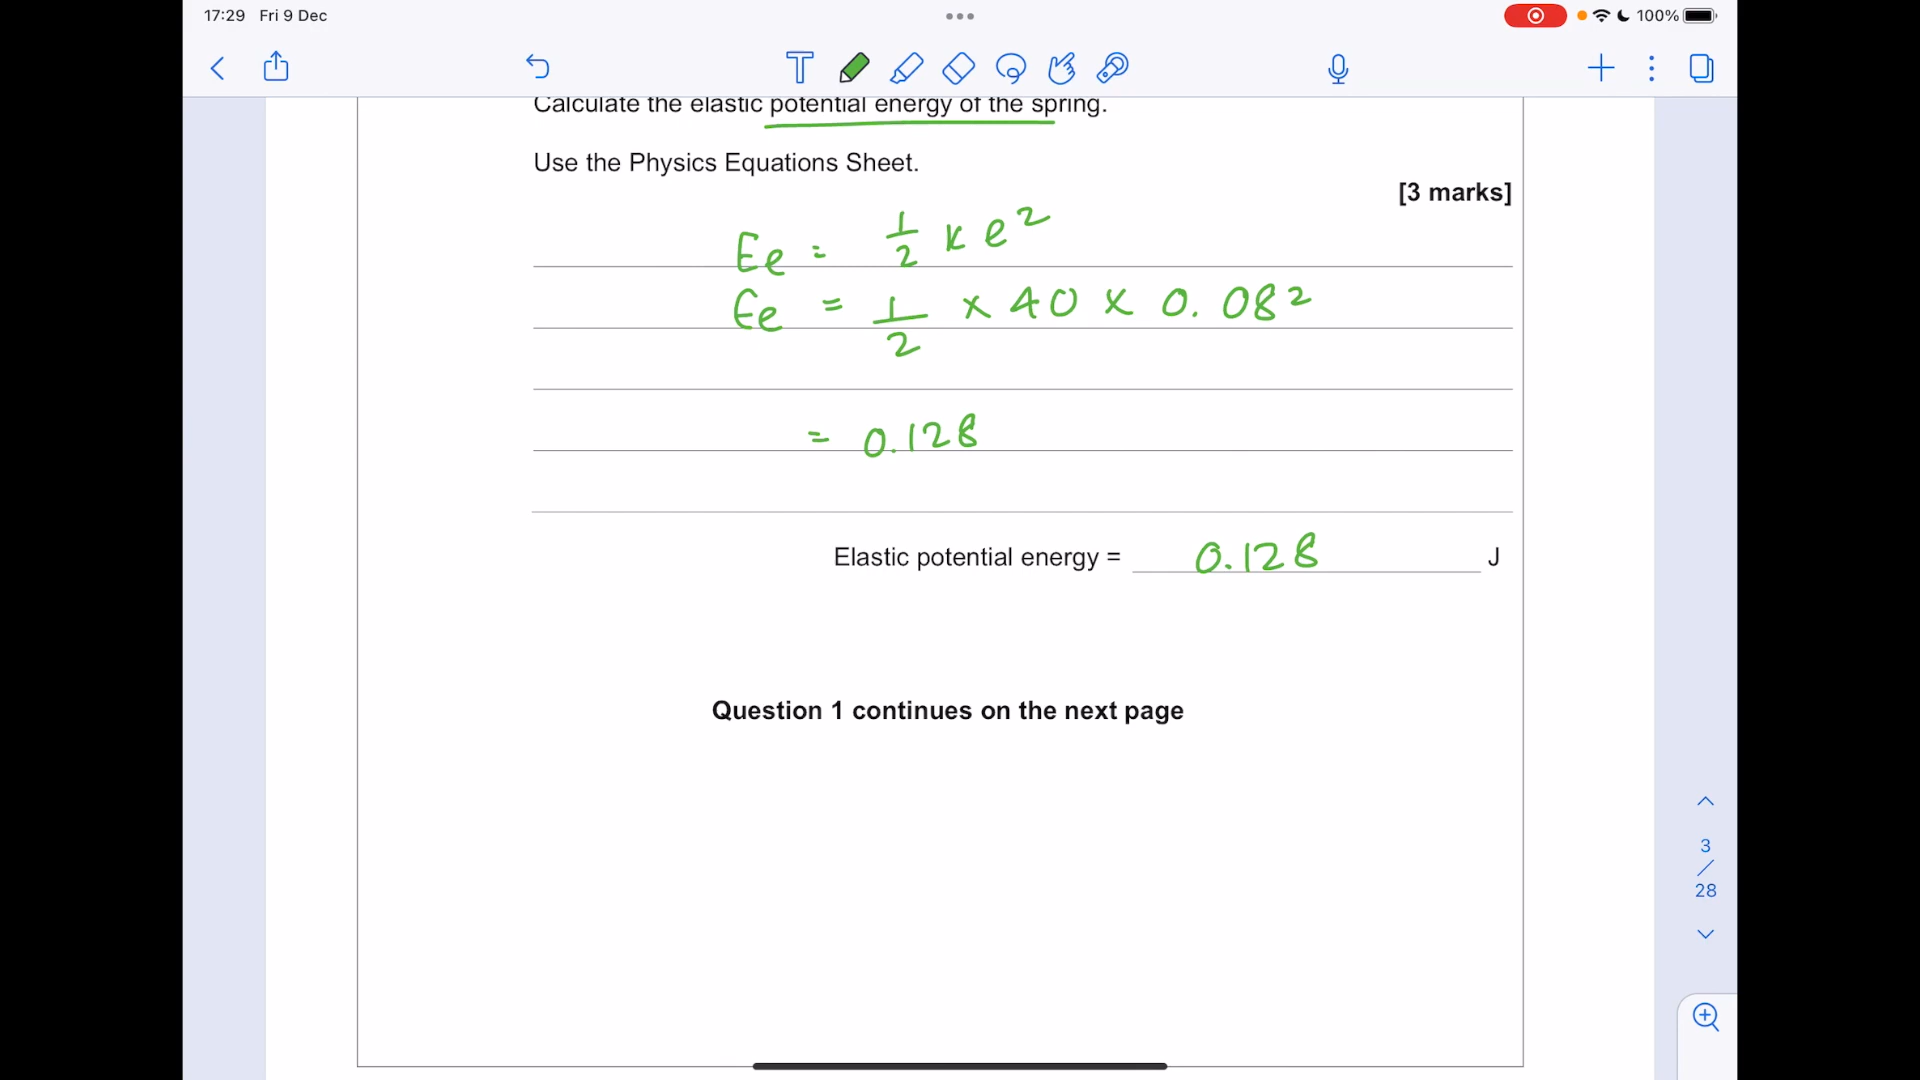 17:29 Fri 9 Dec
100%
T
Calculate the elastic potential energy of the spring.
Use the Physics Equations Sheet.
[3 marks]
Ee = 1/2 k e²
Ee = 1/2 × 40 × 0.08²
= 0.128
Elastic potential energy = 0.128 J
Question 1 continues on the next page
3
/
28